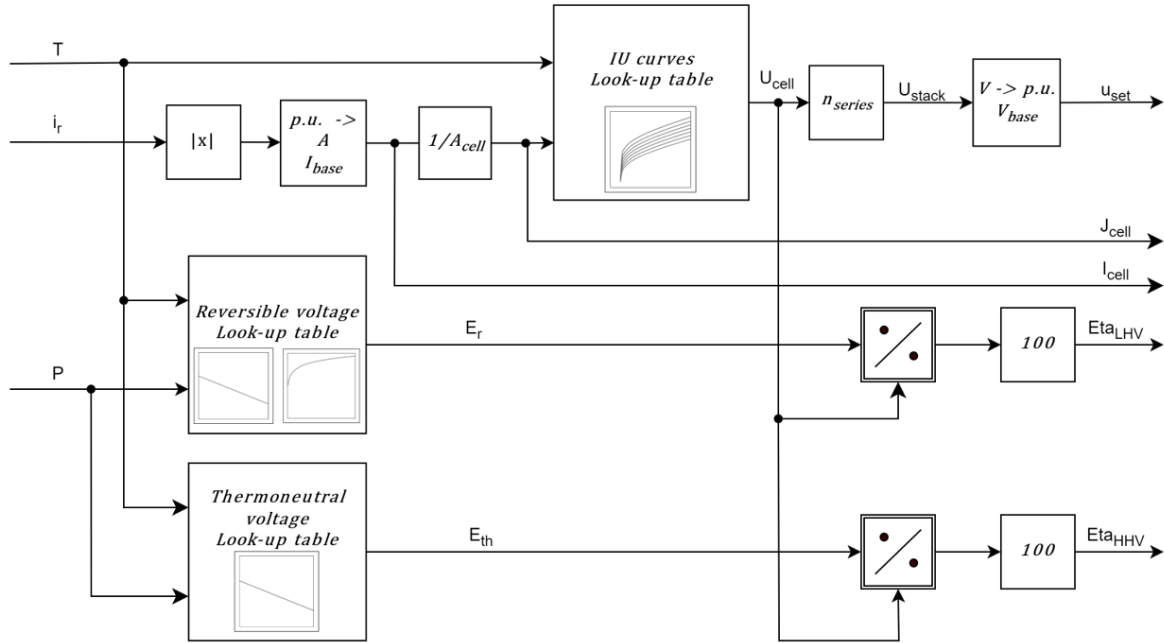 T
IU curves
Look-up table
U_cell
n_series
U_stack
V -> p.u.
V_base
u_set
i_r
|x|
p.u. ->
A
I_base
1/A_cell
J_cell
I_cell
Reversible voltage
Look-up table
E_r
100
Eta_LHV
P
Thermoneutral
voltage
Look-up table
E_th
100
Eta_HHV